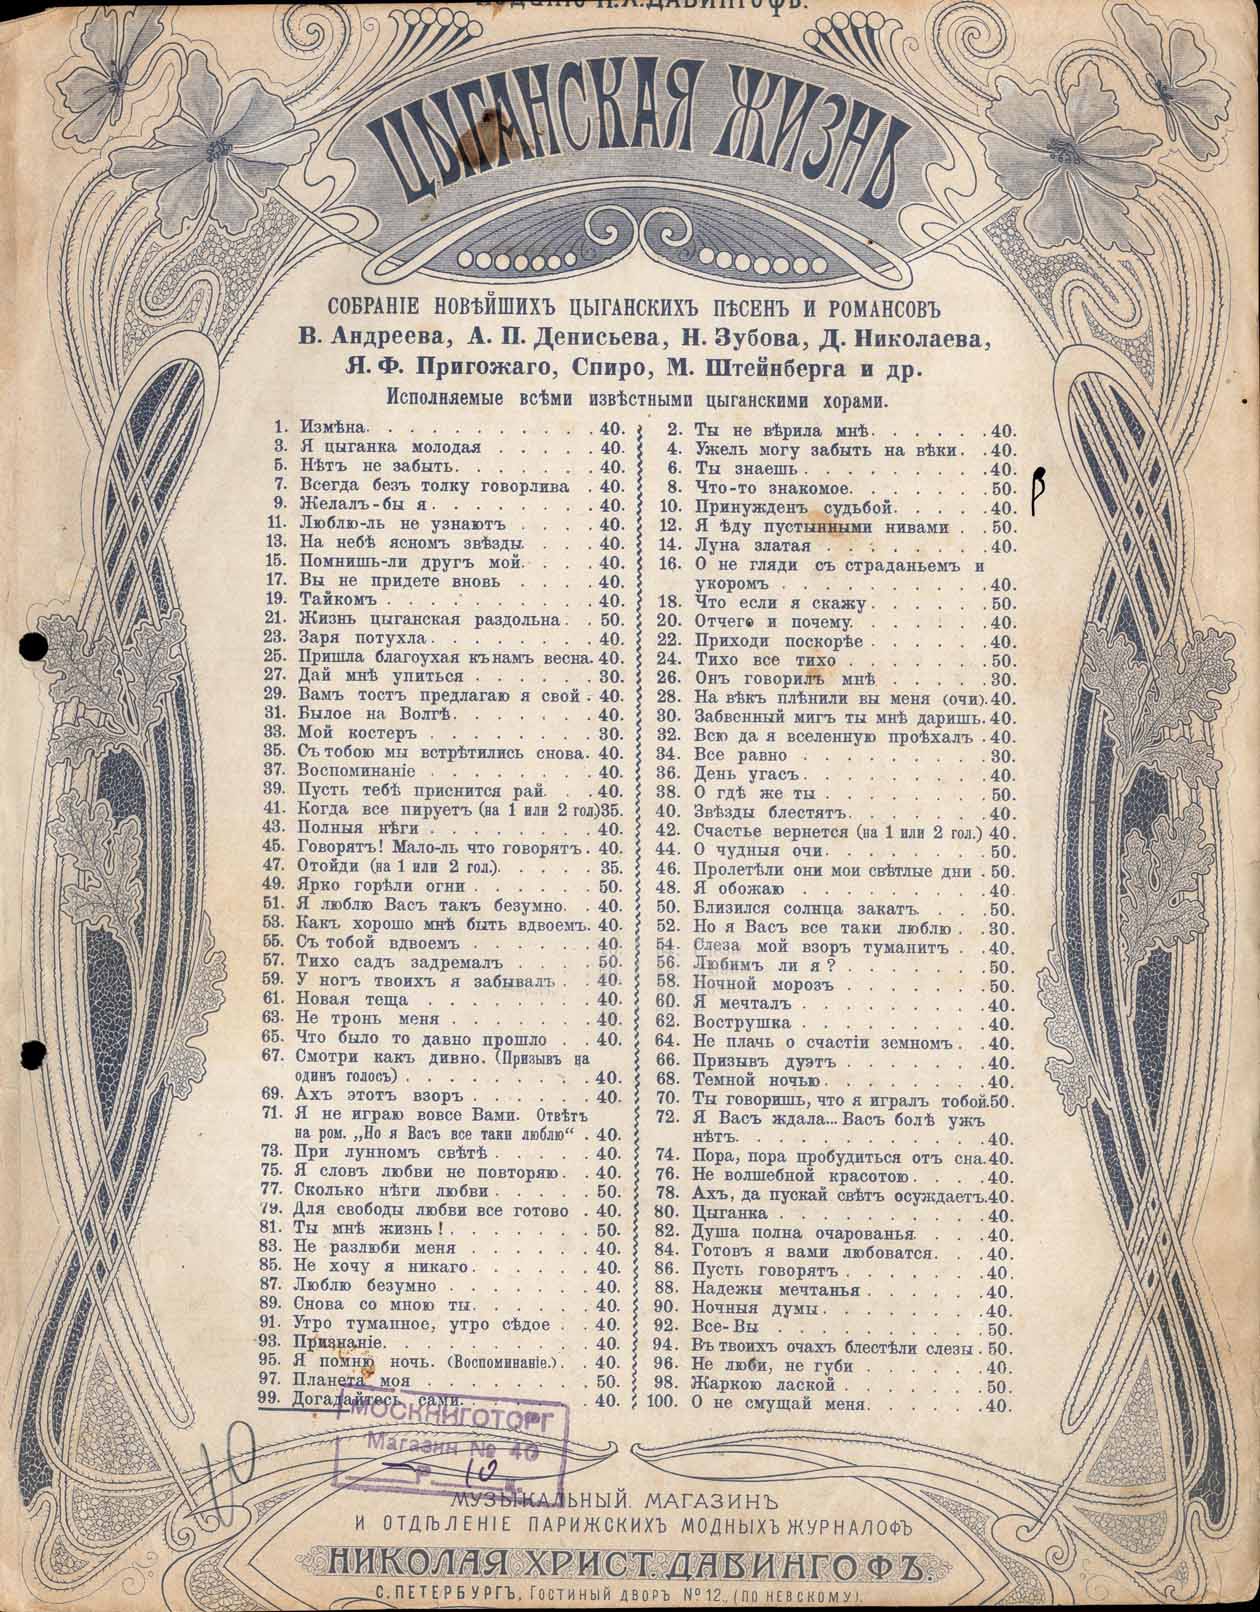 ИЗДАНІЕ Н.Х.ДАВИНГОФЪ.
ЦЫГАНСКАЯ ЖИЗНЬ
СОБРАНІЕ НОВѢЙШИХЪ ЦЫГАНСКИХЪ ПѢСЕНЪ И РОМАНСОВЪ
В. Андреева, А. П. Денисьева, Н. Зубова, Д. Николаева,
Я. Ф. Пригожаго, Спиро, М. Штейнберга и др.
Исполняемые всѣми извѣстными цыганскими хорами.
1. Измѣна. 40.
3. Я цыганка молодая 40.
5. Нѣтъ не забыть. 40.
7. Всегда безъ толку говорлива 40.
9. Желалъ-бы я 40.
11. Люблю-ль не узнаютъ 40.
13. На небѣ ясномъ звѣзды. 40.
15. Помнишь-ли другъ мой. 40.
17. Вы не придете вновь 40.
19. Тайкомъ 40.
21. Жизнь цыганская раздольна. 50.
23. Заря потухла. 40.
25. Пришла благоухая къ намъ весна. 40.
27. Дай мнѣ упиться 30.
29. Вамъ тостъ предлагаю я свой 40.
31. Былое на Волгѣ. 40.
33. Мой костеръ 30.
35. Съ тобою мы встрѣтились снова. 40.
37. Воспоминаніе 40.
39. Пусть тебѣ приснится рай. 40.
41. Когда все пируетъ (на 1 или 2 гол.) 35.
43. Полныя нѣги 40.
45. Говорятъ! Мало-ль что говорятъ. 40.
47. Отойди (на 1 или 2 гол.). 35.
49. Ярко горѣли огни 50.
51. Я люблю Васъ такъ безумно. 40.
53. Какъ хорошо мнѣ быть вдвоемъ. 40.
55. Съ тобой вдвоемъ 40.
57. Тихо садъ задремалъ 50.
59. У ногъ твоихъ я забывалъ 40.
61. Новая теща 40.
63. Не тронь меня 40.
65. Что было то давно прошло 40.
67. Смотри какъ дивно. (Призывъ на
одинъ голосъ) 40.
69. Ахъ этотъ взоръ 40.
71. Я не играю вовсе Вами. Отвѣтъ
на ром. „Но я Васъ все таки люблю“ 40.
73. При лунномъ свѣтѣ 40.
75. Я словъ любви не повторяю. 40.
77. Сколько нѣги любви 50.
79. Для свободы любви все готово 40.
81. Ты мнѣ жизнь! 50.
83. Не разлюби меня 40.
85. Не хочу я никаго. 40.
87. Люблю безумно 40.
89. Снова со мною ты. 40.
91. Утро туманное, утро сѣдое 40.
93. Признаніе. 40.
95. Я помню ночь. (Воспоминаніе.). 40.
97. Планета моя 50.
99. Догадайтесь сами. 40.
2. Ты не вѣрила мнѣ. 40.
4. Ужель могу забыть на вѣки. 40.
6. Ты знаешь 40.
8. Что-то знакомое. 50.
10. Принужденъ судьбой. 40.
12. Я ѣду пустынными нивами 50.
14. Луна златая 40.
16. О не гляди съ страданьемъ и
укоромъ 40.
18. Что если я скажу. 50.
20. Отчего и почему. 40.
22. Приходи поскорѣе 40.
24. Тихо все тихо 50.
26. Онъ говорилъ мнѣ 30.
28. На вѣкъ плѣнили вы меня (очи). 40.
30. Забвенный мигъ ты мнѣ даришь. 40.
32. Всю да я вселенную проѣхалъ 40.
34. Все равно 30.
36. День угасъ. 40.
38. О гдѣ же ты 50.
40. Звѣзды блестятъ. 40.
42. Счастье вернется (на 1 или 2 гол.) 40.
44. О чудныя очи. 50.
46. Пролетѣли они мои свѣтлые дни 50.
48. Я обожаю 40.
50. Близился солнца закатъ. 50.
52. Но я Васъ все таки люблю 30.
54. Слеза мой взоръ туманитъ 40.
56. Любимъ ли я? 50.
58. Ночной морозъ 50.
60. Я мечталъ 40.
62. Вострушка 40.
64. Не плачь о счастіи земномъ 40.
66. Призывъ дуэтъ 40.
68. Темной ночью. 40.
70. Ты говоришь, что я игралъ тобой. 50.
72. Я Васъ ждала... Васъ болѣ ужъ
нѣтъ. 40.
74. Пора, пора пробудиться отъ сна. 40.
76. Не волшебной красотою 40.
78. Ахъ, да пускай свѣтъ осуждаетъ. 40.
80. Цыганка 40.
82. Душа полна очарованья. 40.
84. Готовъ я вами любоватся. 40.
86. Пусть говорятъ 40.
88. Надежы мечтанья 40.
90. Ночныя думы. 40.
92. Все-Вы 50.
94. Въ твоихъ очахъ блестѣли слезы 50.
96. Не люби, не губи 40.
98. Жаркою лаской 50.
100. О не смущай меня. 40.
10
МОСКНИГОТОРГ
Магазин № 40
р. 10 к.
МУЗЫКАЛЬНЫЙ МАГАЗИНЪ
И ОТДѢЛЕНІЕ ПАРИЖСКИХЪ МОДНЫХЪ ЖУРНАЛОФЪ
НИКОЛАЯ ХРИСТ. ДАВИНГОФЪ.
С. ПЕТЕРБУРГЪ, ГОСТИНЫЙ ДВОРЪ №12., (ПО НЕВСКОМУ).